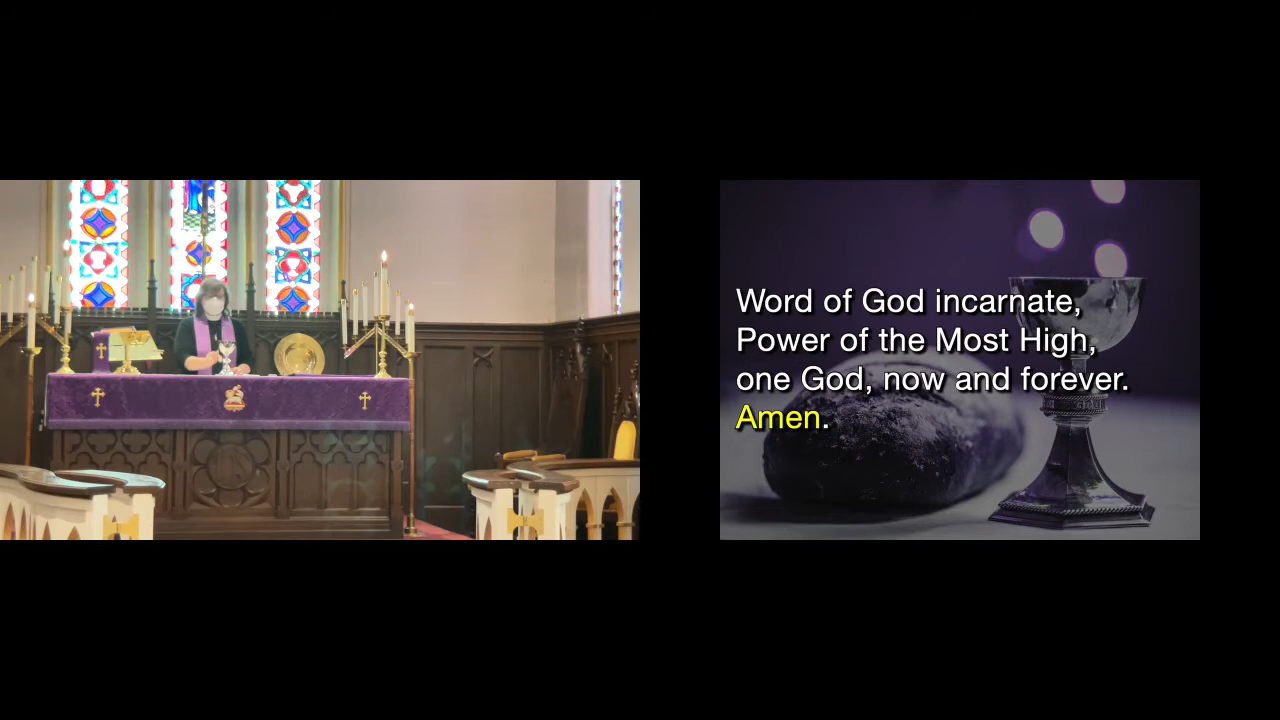 Word of God incarnate,
Power of the Most High,
one God, now and forever.
Amen.